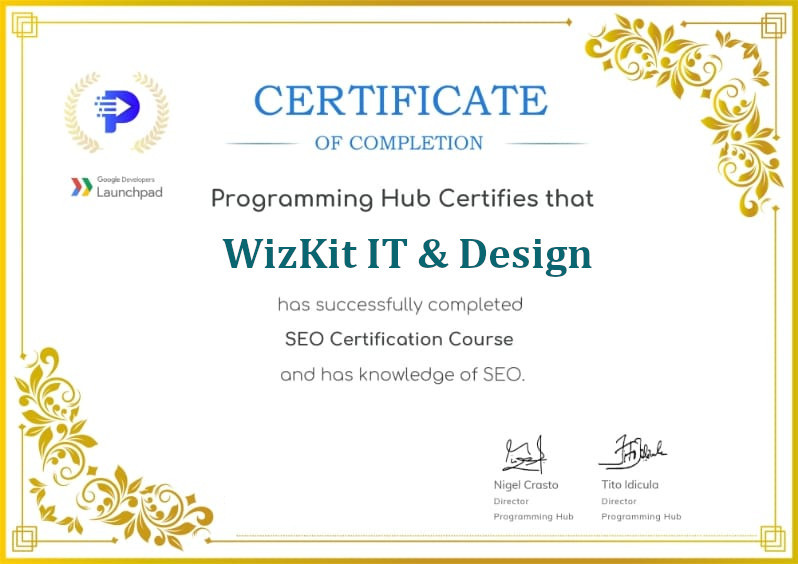 CERTIFICATE
OF COMPLETION
Google Developers
Launchpad
Programming Hub Certifies that
WizKit IT & Design
has successfully completed
SEO Certification Course
and has knowledge of SEO.
Nigel Crasto
Director
Programming Hub
Tito Idicula
Director
Programming Hub